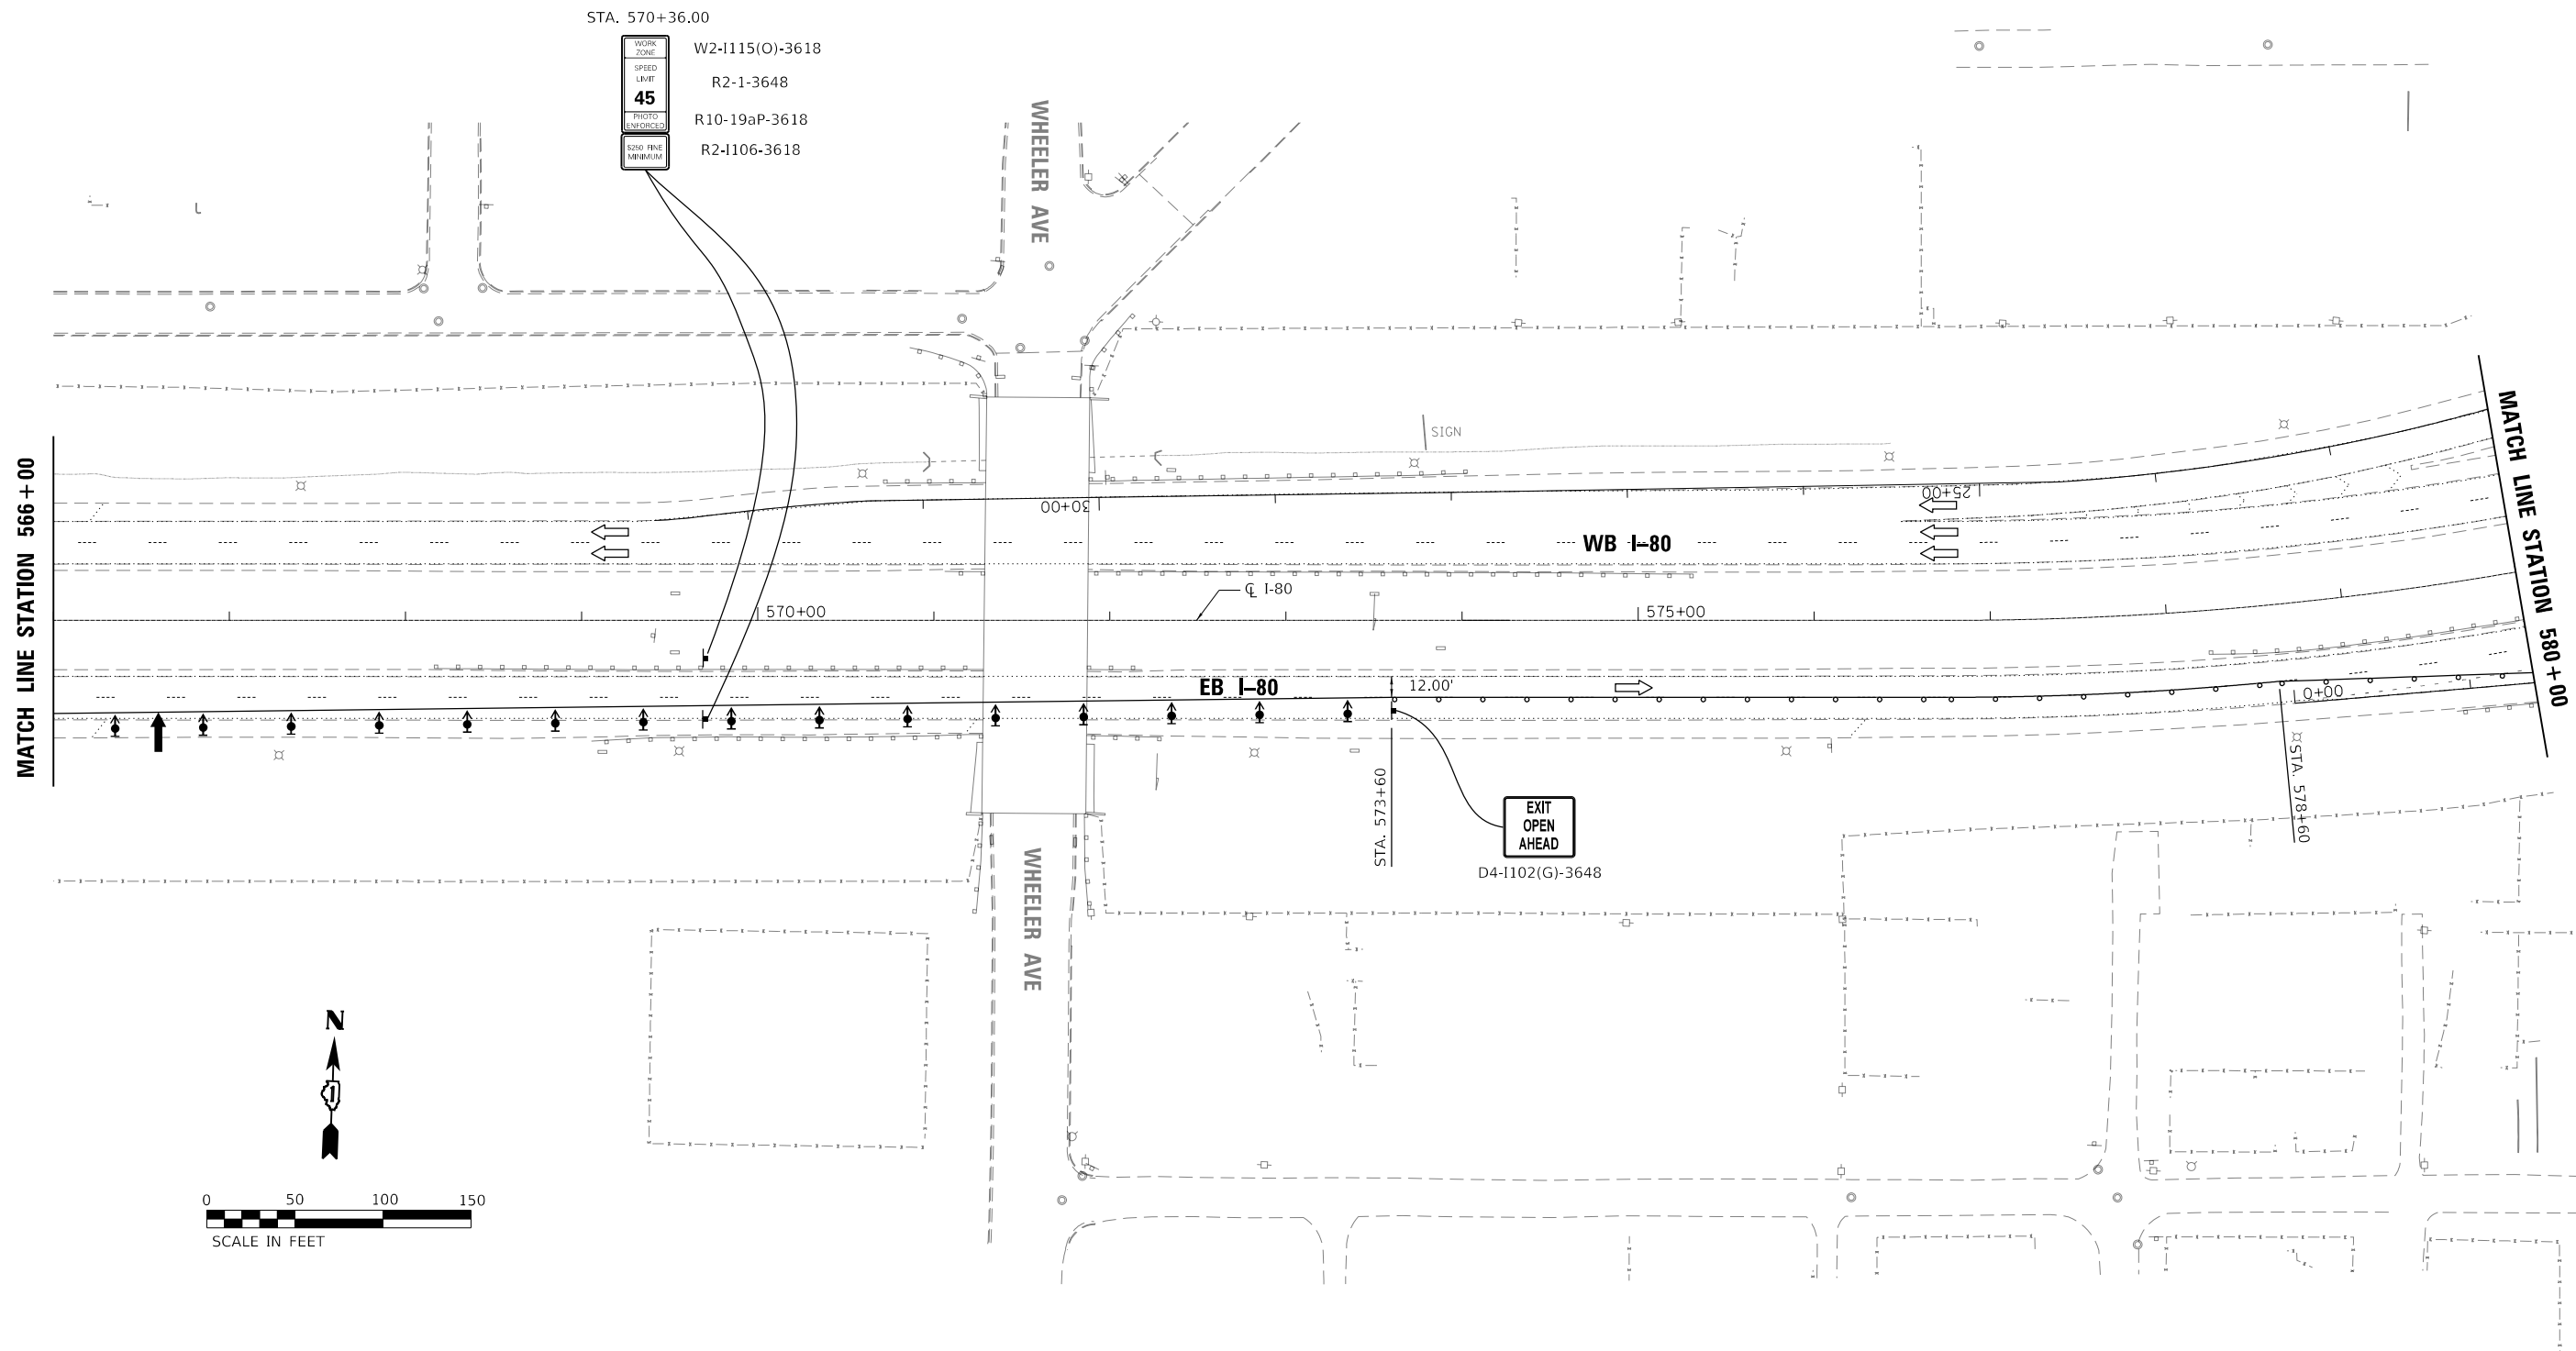 STA. 570+36.00
WORK
ZONE
SPEED
LIMIT
45
PHOTO
ENFORCED
$250 FINE
MINIMUM
W2-I115(O)-3618
R2-1-3648
R10-19aP-3618
R2-I106-3618
WHEELER AVE
SIGN
MATCH LINE STATION 566+00
MATCH LINE STATION 580+00
30+00
25+00
WB I-80
℄ I-80
570+00
575+00
EB I-80
12.00'
0+00
STA. 573+60
STA. 578+60
EXIT
OPEN
AHEAD
D4-I102(G)-3648
WHEELER AVE
N
0 50 100 150
SCALE IN FEET